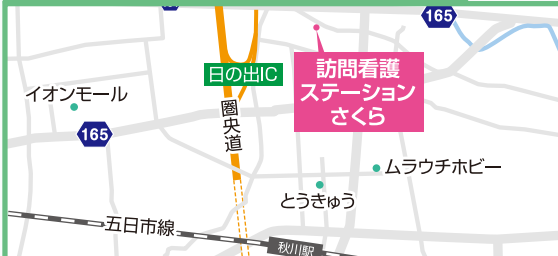 165
日の出IC
訪問看護
ステーション
さくら
イオンモール
圏央道
165
ムラウチホビー
とうきゅう
五日市線
秋川駅